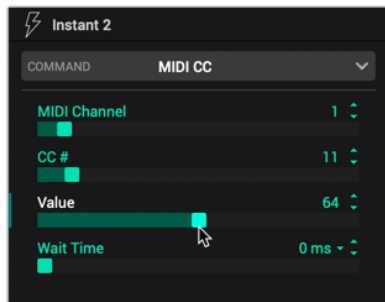 Instant 2
COMMAND MIDI CC
MIDI Channel 1
CC # 11
Value 64
Wait Time 0 ms